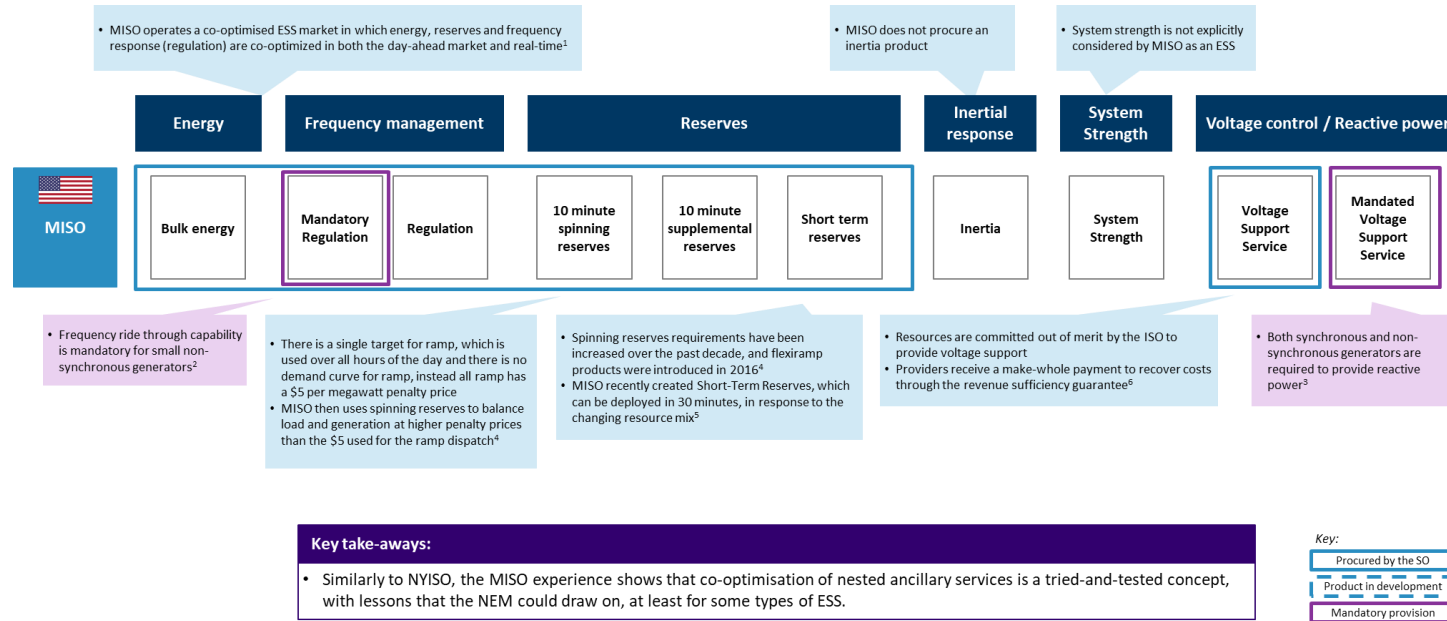 • MISO operates a co-optimised ESS market in which energy, reserves and frequency
response (regulation) are co-optimized in both the day-ahead market and real-time¹
• MISO does not procure an
inertia product
• System strength is not explicitly
considered by MISO as an ESS
Energy
Frequency management
Reserves
Inertial
response
System
Strength
Voltage control / Reactive power
MISO
Bulk energy
Mandatory
Regulation
Regulation
10 minute
spinning
reserves
10 minute
supplemental
reserves
Short term
reserves
Inertia
System
Strength
Voltage
Support
Service
Mandated
Voltage
Support
Service
• Frequency ride through capability
is mandatory for small non-
synchronous generators²
• There is a single target for ramp, which is
used over all hours of the day and there is no
demand curve for ramp, instead all ramp has
a $5 per megawatt penalty price
• MISO then uses spinning reserves to balance
load and generation at higher penalty prices
than the $5 used for the ramp dispatch⁴
• Spinning reserves requirements have been
increased over the past decade, and flexiramp
products were introduced in 2016⁴
• MISO recently created Short-Term Reserves, which
can be deployed in 30 minutes, in response to the
changing resource mix⁵
• Resources are committed out of merit by the ISO to
provide voltage support
• Providers receive a make-whole payment to recover costs
through the revenue sufficiency guarantee⁶
• Both synchronous and non-
synchronous generators are
required to provide reactive
power³
Key take-aways:
• Similarly to NYISO, the MISO experience shows that co-optimisation of nested ancillary services is a tried-and-tested concept,
with lessons that the NEM could draw on, at least for some types of ESS.
Key:
Procured by the SO
Product in development
Mandatory provision